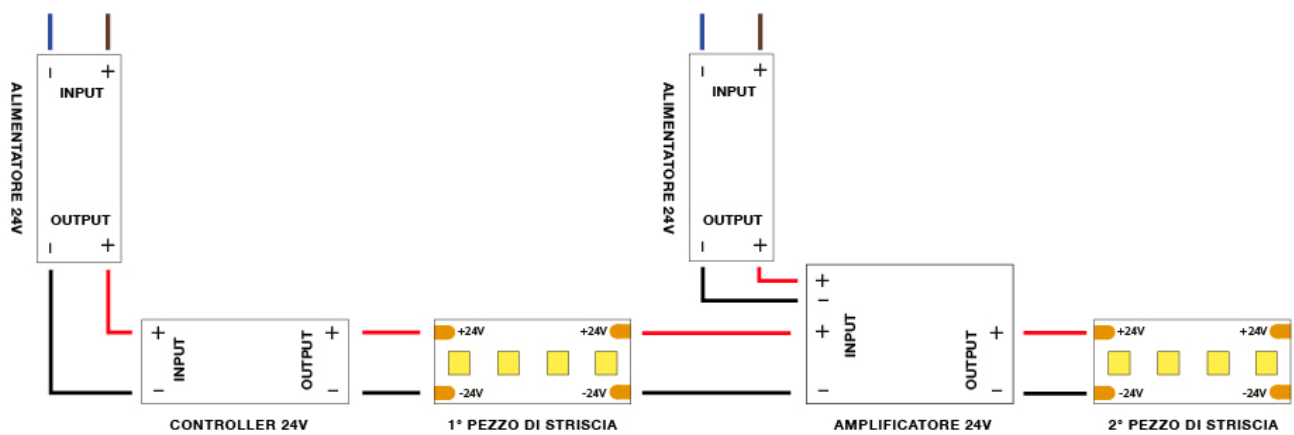 ALIMENTATORE 24V
– +
INPUT
OUTPUT
– +
ALIMENTATORE 24V
– +
INPUT
OUTPUT
– +
+
–
INPUT
OUTPUT
+
–
CONTROLLER 24V
+24V +24V
-24V -24V
1° PEZZO DI STRISCIA
+
–
+
–
INPUT
OUTPUT
+
–
AMPLIFICATORE 24V
+24V +24V
-24V -24V
2° PEZZO DI STRISCIA